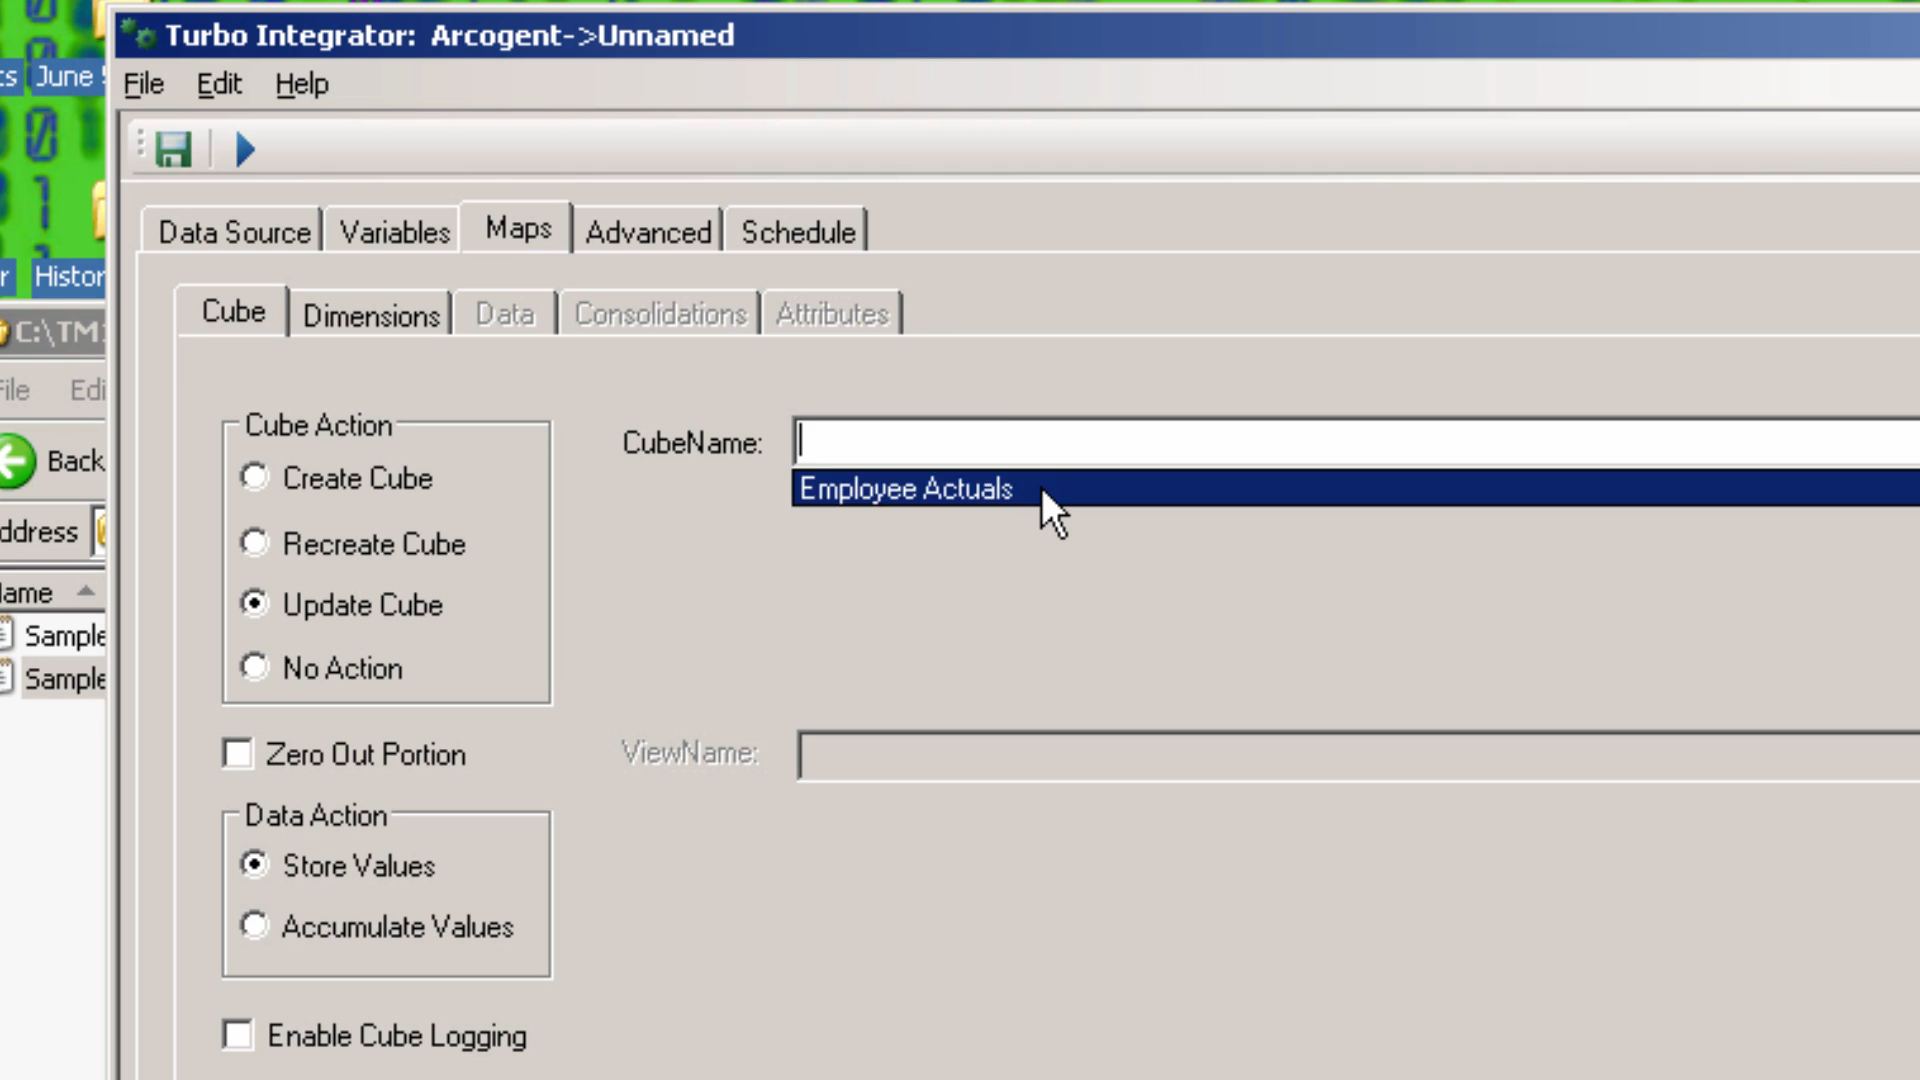 Turbo Integrator: Arcogent->Unnamed
June
File Edit Help
Data Source Variables Maps Advanced Schedule
Histor
Cube Dimensions Data Consolidations Attributes
C:\TM
File Edi
Cube Action
CubeName:
Create Cube
Back
Employee Actuals
ddress
Recreate Cube
ame
Update Cube
Sample
No Action
Sample
Zero Out Portion
ViewName:
Data Action
Store Values
Accumulate Values
Enable Cube Logging